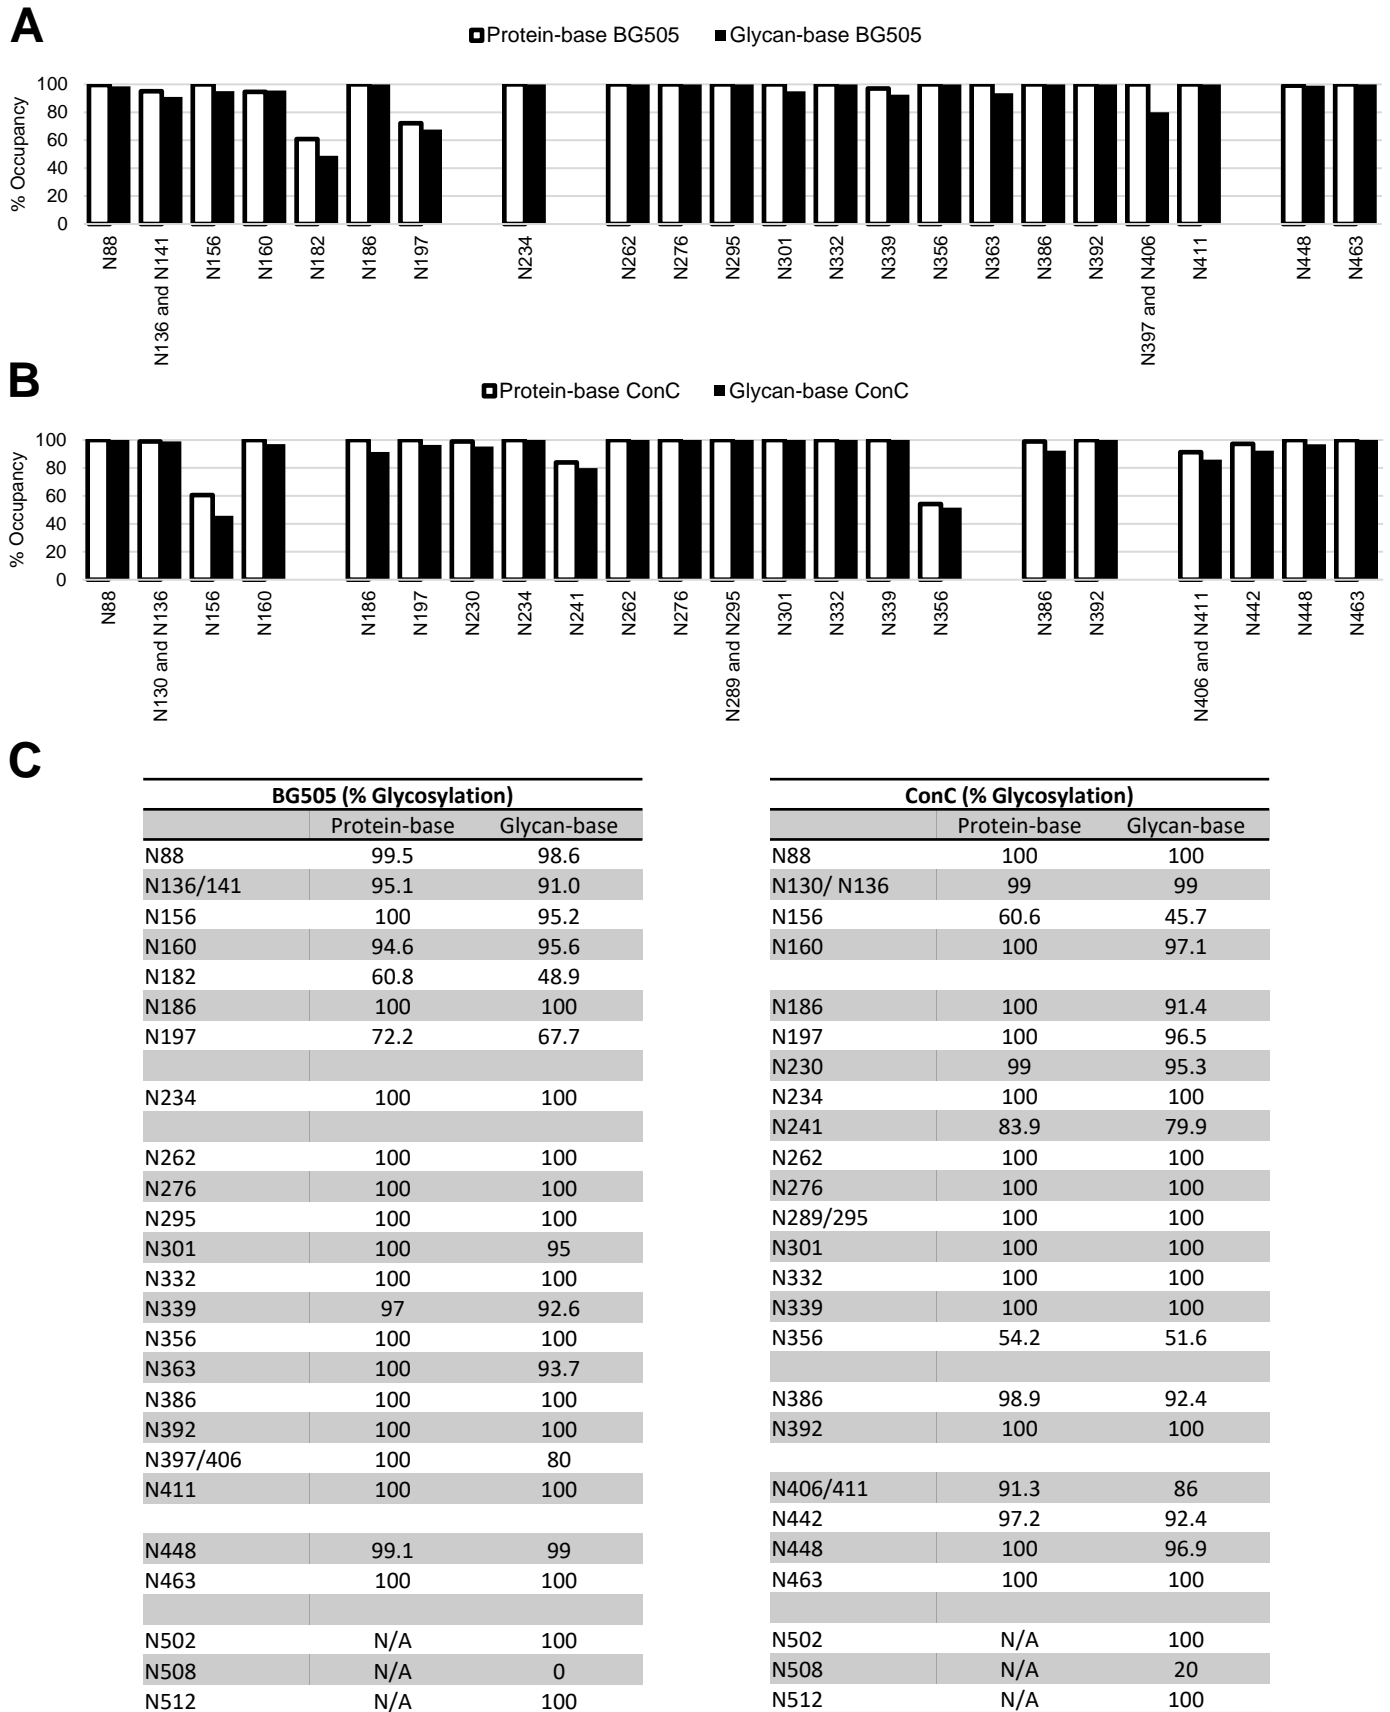 A
Protein-base BG505 Glycan-base BG505
% Occupancy
100
80
60
40
20
0
N88
N136 and N141
N156
N160
N182
N186
N197
N234
N262
N276
N295
N301
N332
N339
N356
N363
N386
N392
N397 and N406
N411
N448
N463
B
Protein-base ConC Glycan-base ConC
% Occupancy
100
80
60
40
20
0
N88
N130 and N136
N156
N160
N186
N197
N230
N234
N241
N262
N276
N289 and N295
N301
N332
N339
N356
N386
N392
N406 and N411
N442
N448
N463
C
BG505 (% Glycosylation)
Protein-base Glycan-base
N88 99.5 98.6
N136/141 95.1 91.0
N156 100 95.2
N160 94.6 95.6
N182 60.8 48.9
N186 100 100
N197 72.2 67.7
N234 100 100
N262 100 100
N276 100 100
N295 100 100
N301 100 95
N332 100 100
N339 97 92.6
N356 100 100
N363 100 93.7
N386 100 100
N392 100 100
N397/406 100 80
N411 100 100
N448 99.1 99
N463 100 100
N502 N/A 100
N508 N/A 0
N512 N/A 100
ConC (% Glycosylation)
Protein-base Glycan-base
N88 100 100
N130/ N136 99 99
N156 60.6 45.7
N160 100 97.1
N186 100 91.4
N197 100 96.5
N230 99 95.3
N234 100 100
N241 83.9 79.9
N262 100 100
N276 100 100
N289/295 100 100
N301 100 100
N332 100 100
N339 100 100
N356 54.2 51.6
N386 98.9 92.4
N392 100 100
N406/411 91.3 86
N442 97.2 92.4
N448 100 96.9
N463 100 100
N502 N/A 100
N508 N/A 20
N512 N/A 100